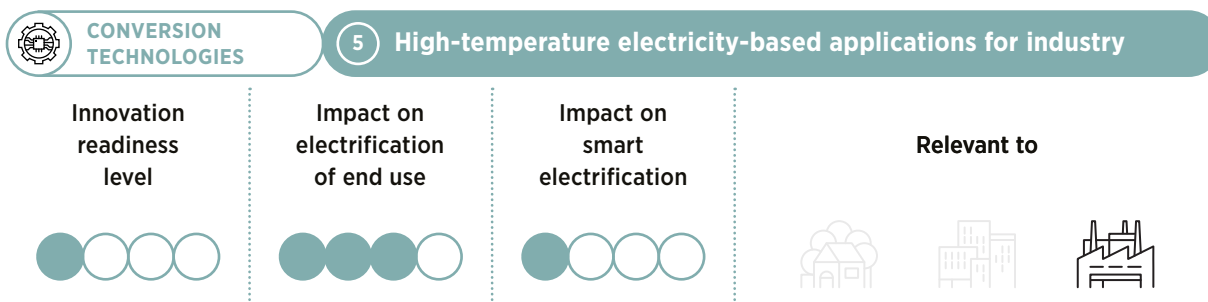 CONVERSION
TECHNOLOGIES
5 High-temperature electricity-based applications for industry
Innovation
readiness
level
Impact on
electrification
of end use
Impact on
smart
electrification
Relevant to